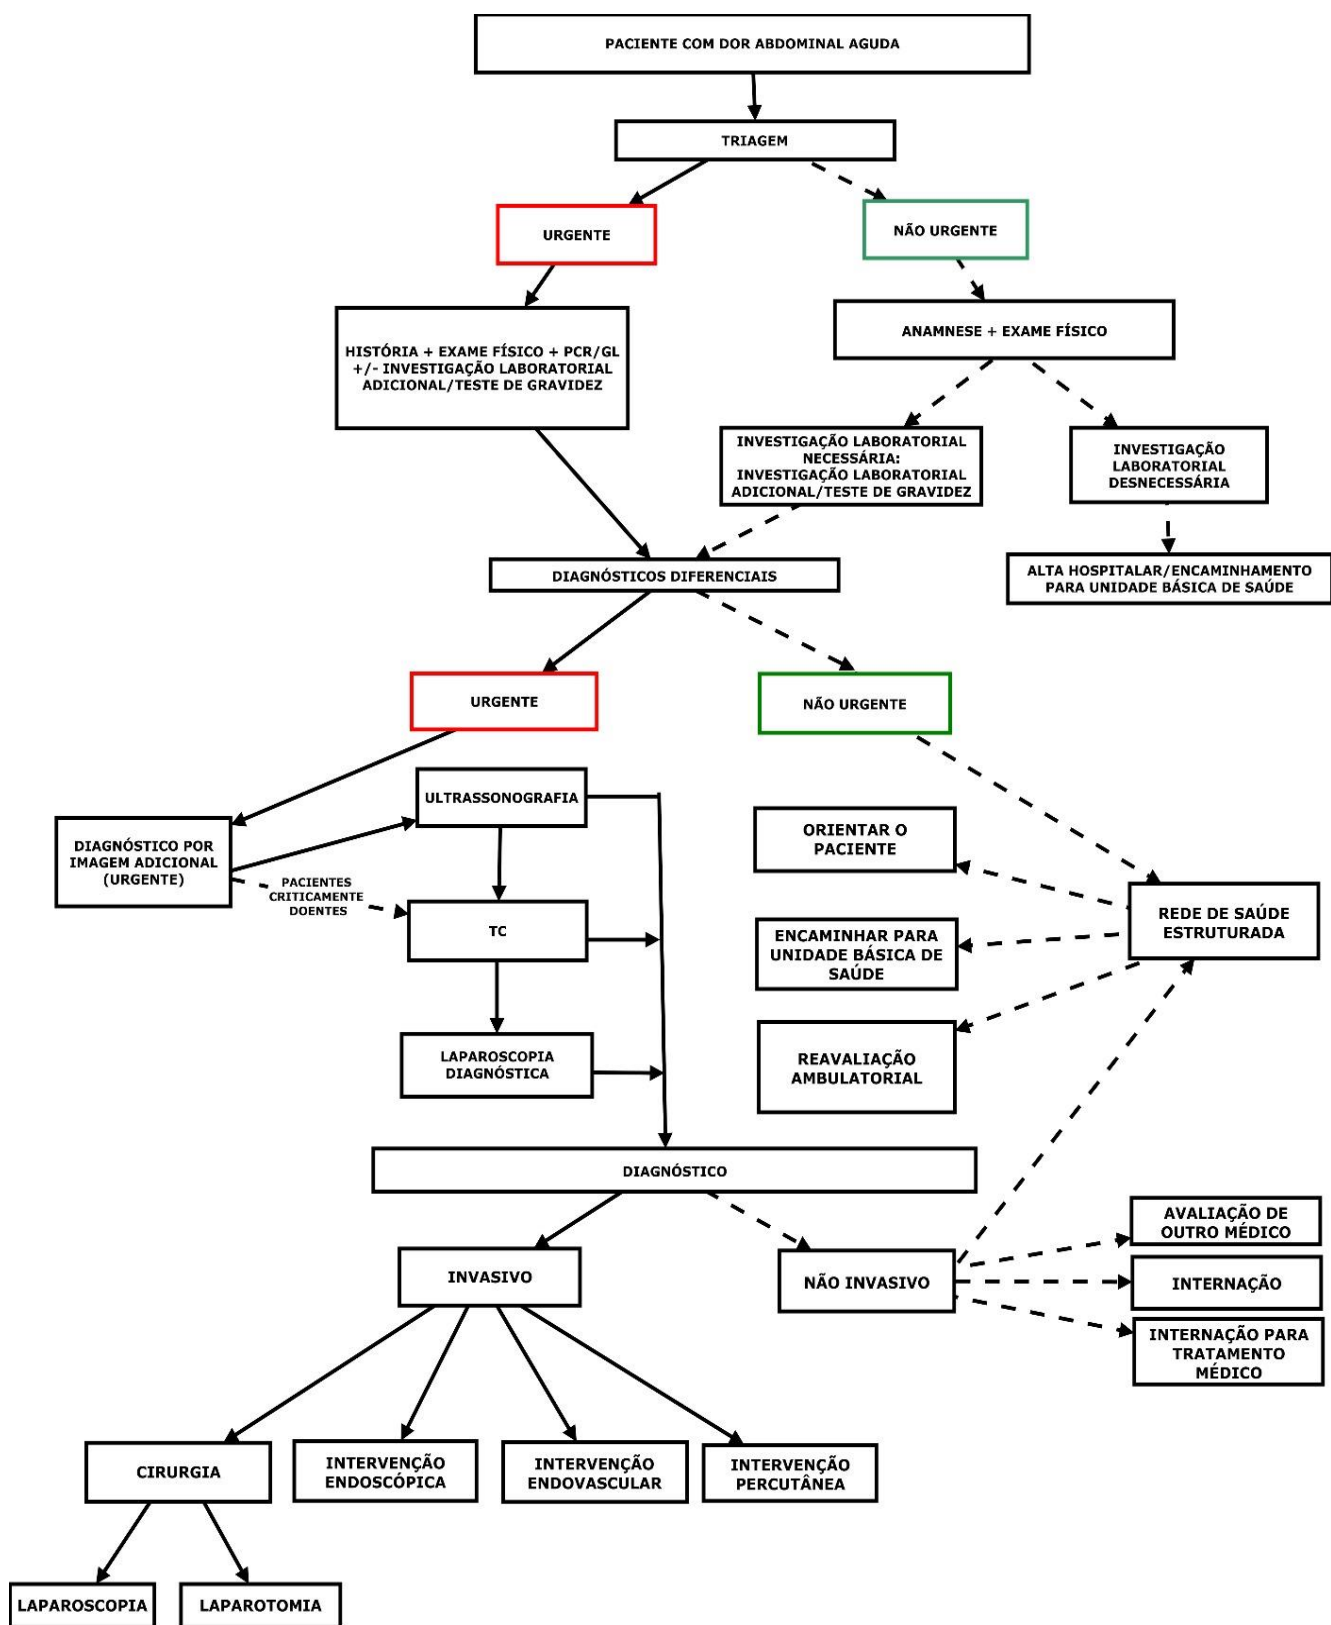 PACIENTE COM DOR ABDOMINAL AGUDA
TRIAGEM
URGENTE
NÃO URGENTE
HISTÓRIA + EXAME FÍSICO + PCR/GL
+/- INVESTIGAÇÃO LABORATORIAL
ADICIONAL/TESTE DE GRAVIDEZ
ANAMNESE + EXAME FÍSICO
INVESTIGAÇÃO LABORATORIAL
NECESSÁRIA:
INVESTIGAÇÃO LABORATORIAL
ADICIONAL/TESTE DE GRAVIDEZ
INVESTIGAÇÃO
LABORATORIAL
DESNECESSÁRIA
DIAGNÓSTICOS DIFERENCIAIS
ALTA HOSPITALAR/ENCAMINHAMENTO
PARA UNIDADE BÁSICA DE SAÚDE
URGENTE
NÃO URGENTE
DIAGNÓSTICO POR
IMAGEM ADICIONAL
(URGENTE)
PACIENTES
CRITICAMENTE
DOENTES
ULTRASSONOGRAFIA
TC
LAPAROSCOPIA
DIAGNÓSTICA
ORIENTAR O
PACIENTE
ENCAMINHAR PARA
UNIDADE BÁSICA DE
SAÚDE
REAVALIAÇÃO
AMBULATORIAL
REDE DE SAÚDE
ESTRUTURADA
DIAGNÓSTICO
INVASIVO
NÃO INVASIVO
AVALIAÇÃO DE
OUTRO MÉDICO
INTERNAÇÃO
INTERNAÇÃO PARA
TRATAMENTO
MÉDICO
CIRURGIA
INTERVENÇÃO
ENDOSCÓPICA
INTERVENÇÃO
ENDOVASCULAR
INTERVENÇÃO
PERCUTÂNEA
LAPAROSCOPIA
LAPAROTOMIA